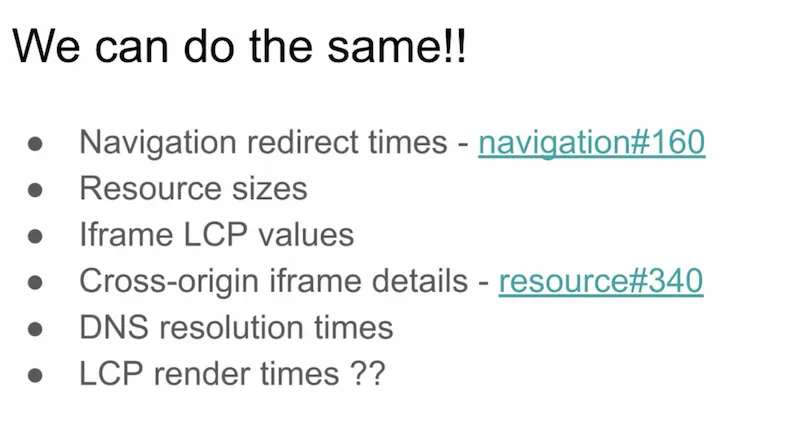 We can do the same!!
● Navigation redirect times - navigation#160
● Resource sizes
● Iframe LCP values
● Cross-origin iframe details - resource#340
● DNS resolution times
● LCP render times ??